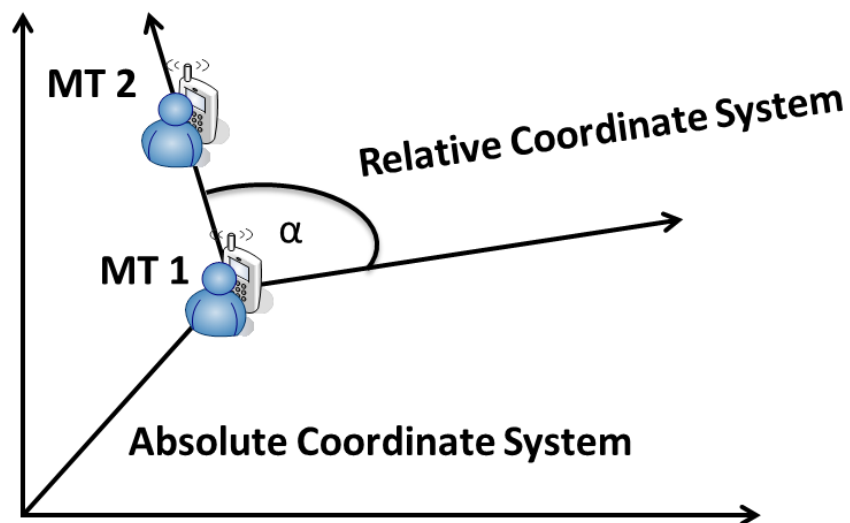 MT 2
Relative Coordinate System
α
MT 1
Absolute Coordinate System